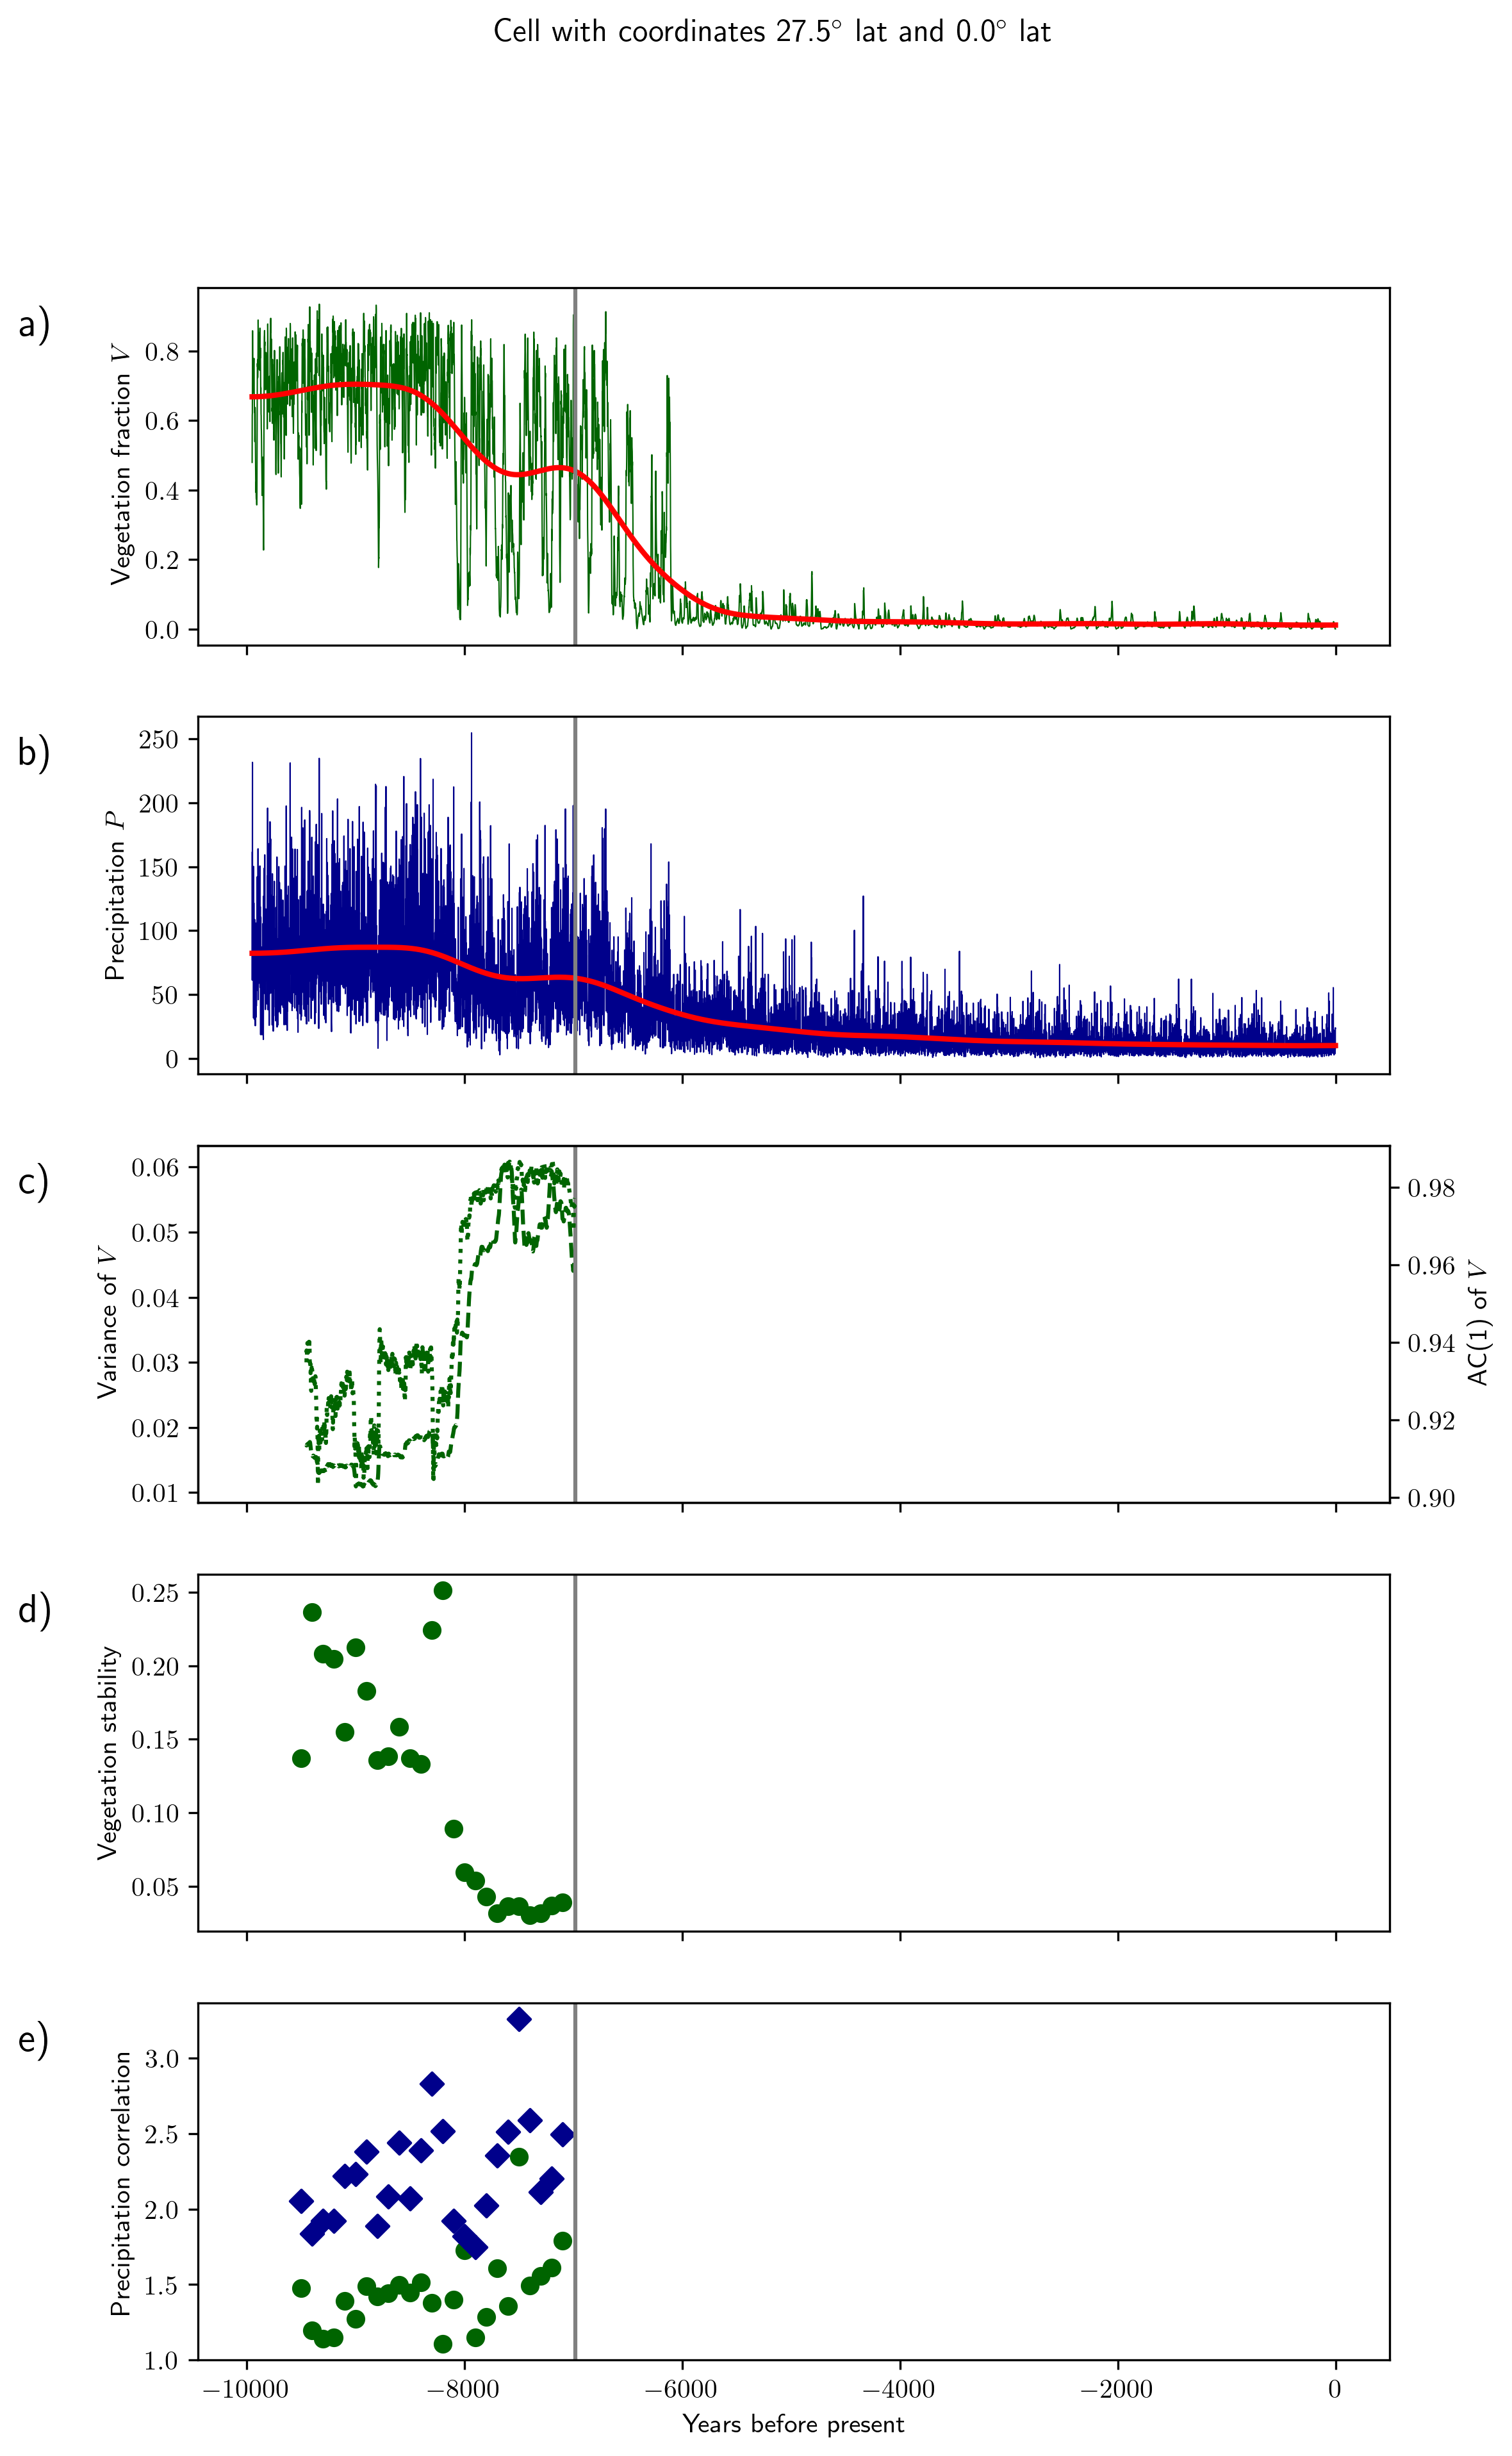 Cell with coordinates 27.5° lat and 0.0° lat
a)
Vegetation fraction V
0.8
0.6
0.4
0.2
0.0
b)
Precipitation P
250
200
150
100
50
0
c)
Variance of V
0.06
0.05
0.04
0.03
0.02
0.01
0.98
0.96
0.94
0.92
0.90
AC(1) of V
d)
Vegetation stability
0.25
0.20
0.15
0.10
0.05
e)
Precipitation correlation
3.0
2.5
2.0
1.5
1.0
−10000 −8000 −6000 −4000 −2000 0
Years before present